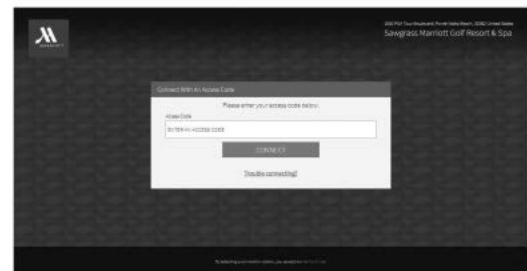 MARRIOTT
Sawgrass Marriott Golf Resort & Spa
Connect With An Access Code
Please enter your access code below.
Access Code
ENTER AN ACCESS CODE
CONNECT
Trouble connecting?